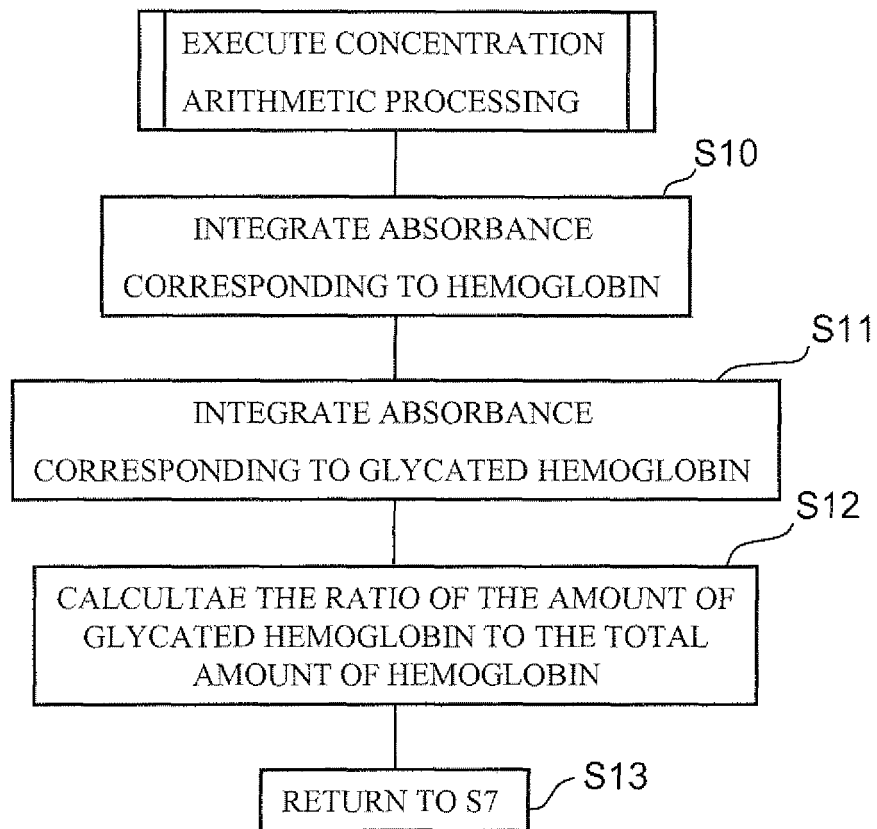 EXECUTE CONCENTRATION
ARITHMETIC PROCESSING
S10
INTEGRATE ABSORBANCE
CORRESPONDING TO HEMOGLOBIN
S11
INTEGRATE ABSORBANCE
CORRESPONDING TO GLYCATED HEMOGLOBIN
S12
CALCULTAE THE RATIO OF THE AMOUNT OF
GLYCATED HEMOGLOBIN TO THE TOTAL
AMOUNT OF HEMOGLOBIN
S13
RETURN TO S7